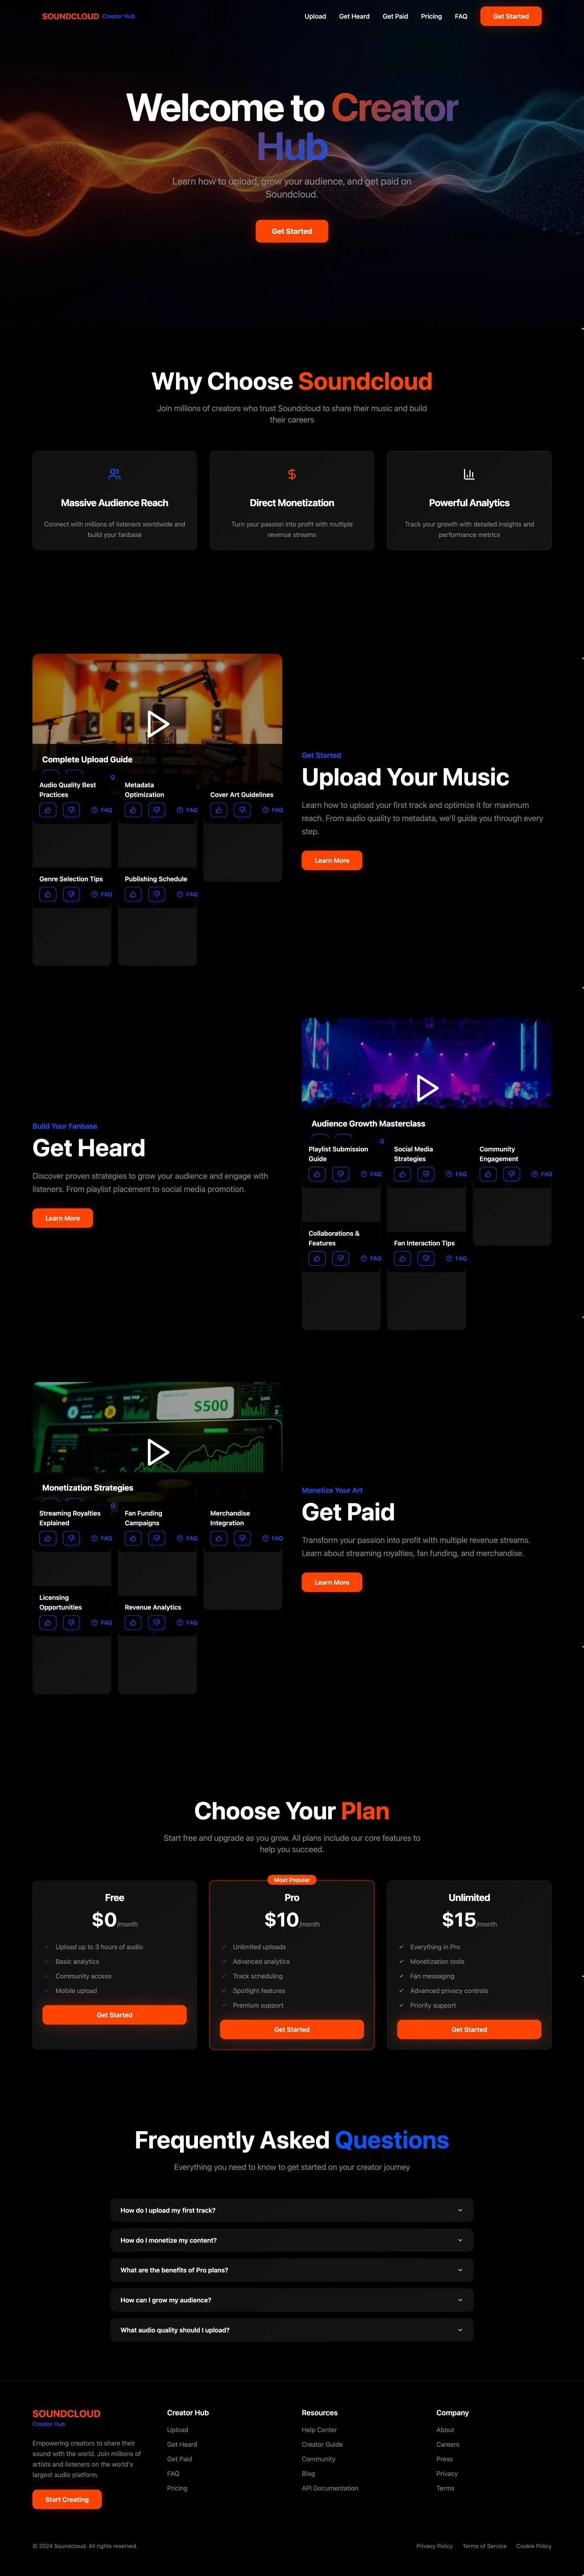 SOUNDCLOUD Creator Hub
Upload Get Heard Get Paid Pricing FAQ Get Started
Welcome to Creator
Hub
Learn how to upload, grow your audience, and get paid on
Soundcloud.
Get Started
Why Choose Soundcloud
Join millions of creators who trust Soundcloud to share their music and build
their careers
Massive Audience Reach
Connect with millions of listeners worldwide and
build your fanbase
Direct Monetization
Turn your passion into profit with multiple
revenue streams
Powerful Analytics
Track your growth with detailed insights and
performance metrics
Complete Upload Guide
Q
Audio Quality Best
Practices
FAQ
Metadata
Optimization
FAQ
Cover Art Guidelines
FAQ
Genre Selection Tips
FAQ
Publishing Schedule
FAQ
Get Started
Upload Your Music
Learn how to upload your first track and optimize it for maximum
reach. From audio quality to metadata, we'll guide you through every
step.
Learn More
Build Your Fanbase
Get Heard
Discover proven strategies to grow your audience and engage with
listeners. From playlist placement to social media promotion.
Learn More
Audience Growth Masterclass
Q
Playlist Submission
Guide
FAQ
Social Media
Strategies
FAQ
Community
Engagement
FAQ
Collaborations &
Features
FAQ
Fan Interaction Tips
FAQ
$500
Monetization Strategies
Q
Streaming Royalties
Explained
FAQ
Fan Funding
Campaigns
FAQ
Merchandise
Integration
FAQ
Licensing
Opportunities
FAQ
Revenue Analytics
FAQ
Monetize Your Art
Get Paid
Transform your passion into profit with multiple revenue streams.
Learn about streaming royalties, fan funding, and merchandise.
Learn More
Choose Your Plan
Start free and upgrade as you grow. All plans include our core features to
help you succeed.
Free
$0/month
Upload up to 3 hours of audio
Basic analytics
Community access
Mobile upload
Get Started
Most Popular
Pro
$10/month
Unlimited uploads
Advanced analytics
Track scheduling
Spotlight features
Premium support
Get Started
Unlimited
$15/month
Everything in Pro
Monetization tools
Fan messaging
Advanced privacy controls
Priority support
Get Started
Frequently Asked Questions
Everything you need to know to get started on your creator journey
How do I upload my first track?
How do I monetize my content?
What are the benefits of Pro plans?
How can I grow my audience?
What audio quality should I upload?
SOUNDCLOUD
Creator Hub
Empowering creators to share their
sound with the world. Join millions of
artists and listeners on the world's
largest audio platform.
Start Creating
Creator Hub
Upload
Get Heard
Get Paid
FAQ
Pricing
Resources
Help Center
Creator Guide
Community
Blog
API Documentation
Company
About
Careers
Press
Privacy
Terms
© 2024 Soundcloud. All rights reserved.
Privacy Policy Terms of Service Cookie Policy